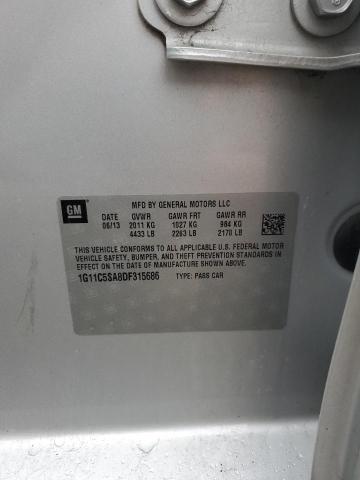 MFD BY GENERAL MOTORS LLC
GM
DATE GVWR GAWR FRT GAWR RR
06/13 2011 KG 1027 KG 984 KG
4433 LB 2263 LB 2170 LB
THIS VEHICLE CONFORMS TO ALL APPLICABLE U.S. FEDERAL MOTOR
VEHICLE SAFETY, BUMPER, AND THEFT PREVENTION STANDARDS IN
EFFECT ON THE DATE OF MANUFACTURE SHOWN ABOVE.
1G11C5SA8DF315686 TYPE: PASS CAR